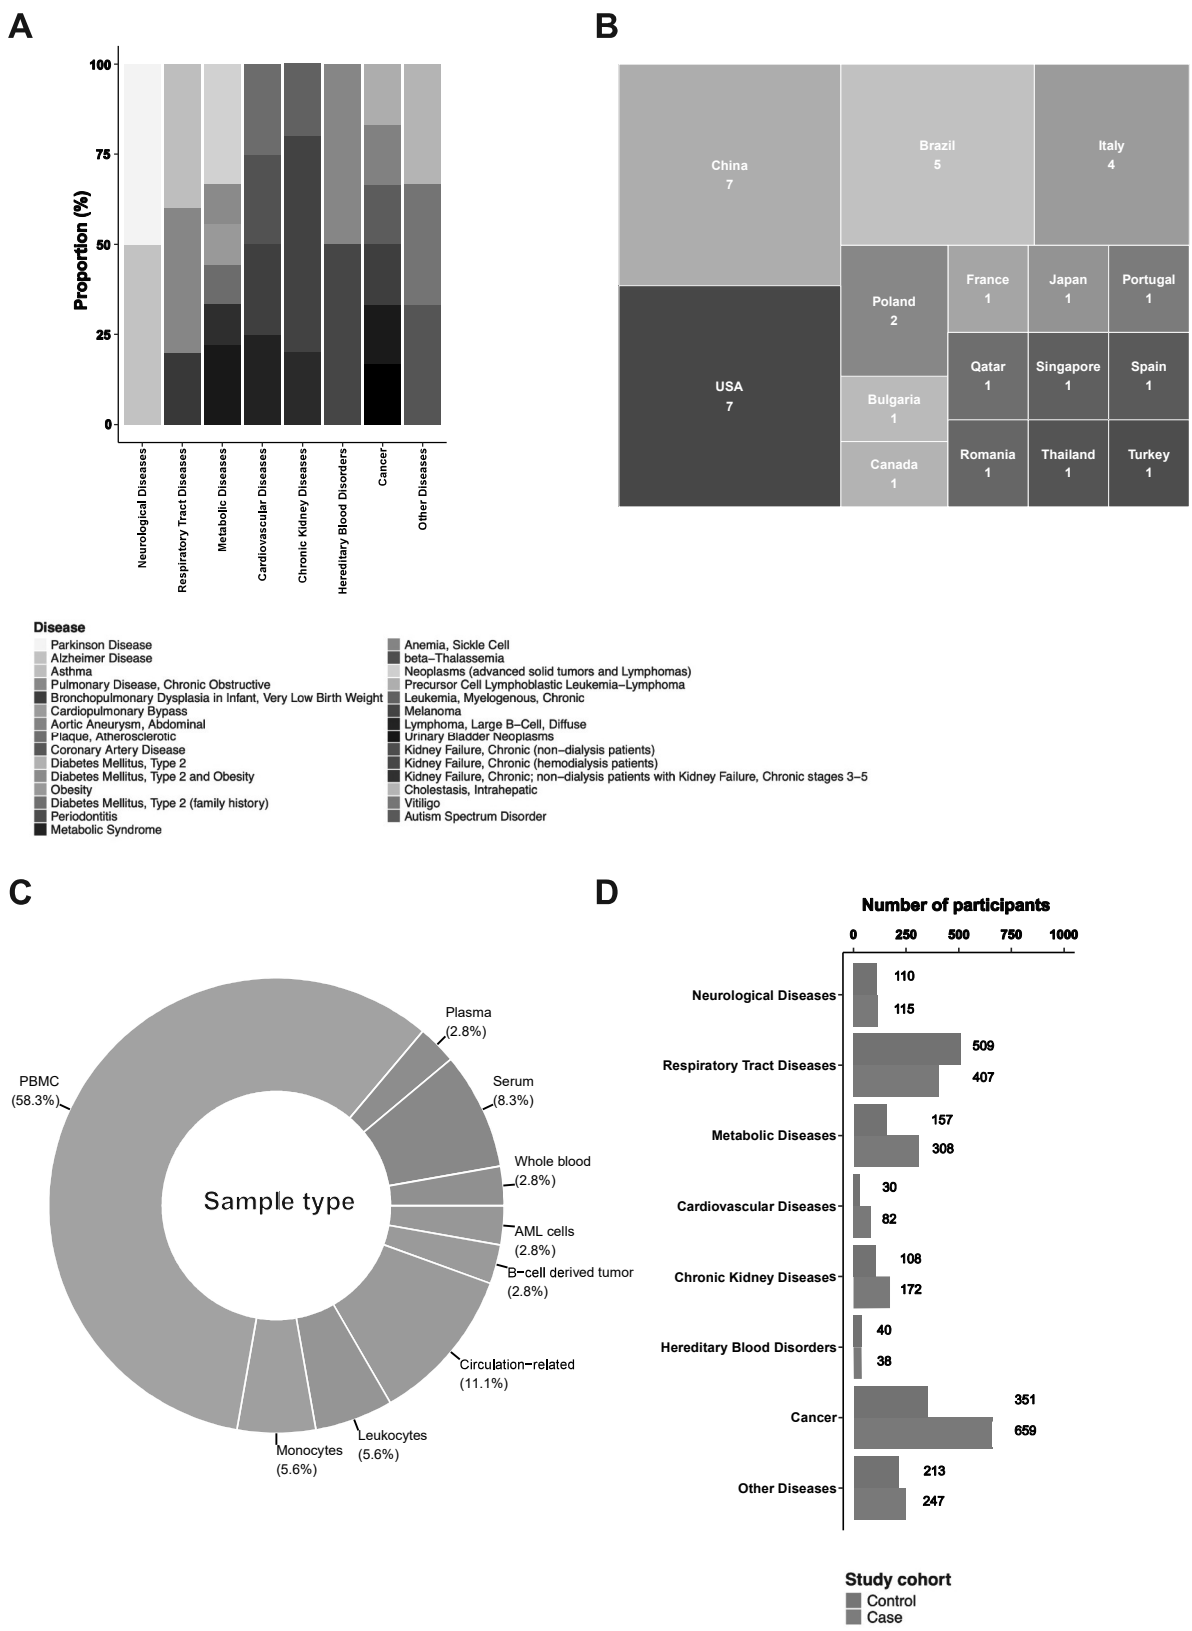 A
Proportion (%)
100
75
50
25
0
Neurological Diseases
Respiratory Tract Diseases
Metabolic Diseases
Cardiovascular Diseases
Chronic Kidney Diseases
Hereditary Blood Disorders
Cancer
Other Diseases
Disease
Parkinson Disease
Alzheimer Disease
Asthma
Pulmonary Disease, Chronic Obstructive
Bronchopulmonary Dysplasia in Infant, Very Low Birth Weight
Cardiopulmonary Bypass
Aortic Aneurysm, Abdominal
Plaque, Atherosclerotic
Coronary Artery Disease
Diabetes Mellitus, Type 2
Diabetes Mellitus, Type 2 and Obesity
Obesity
Diabetes Mellitus, Type 2 (family history)
Periodontitis
Metabolic Syndrome
Anemia, Sickle Cell
beta−Thalassemia
Neoplasms (advanced solid tumors and Lymphomas)
Precursor Cell Lymphoblastic Leukemia−Lymphoma
Leukemia, Myelogenous, Chronic
Melanoma
Lymphoma, Large B−Cell, Diffuse
Urinary Bladder Neoplasms
Kidney Failure, Chronic (non−dialysis patients)
Kidney Failure, Chronic (hemodialysis patients)
Kidney Failure, Chronic; non−dialysis patients with Kidney Failure, Chronic stages 3−5
Cholestasis, Intrahepatic
Vitiligo
Autism Spectrum Disorder
B
China
7
USA
7
Brazil
5
Italy
4
Poland
2
Bulgaria
1
Canada
1
France
1
Japan
1
Portugal
1
Qatar
1
Singapore
1
Spain
1
Romania
1
Thailand
1
Turkey
1
C
Sample type
PBMC
(58.3%)
Plasma
(2.8%)
Serum
(8.3%)
Whole blood
(2.8%)
AML cells
(2.8%)
B−cell derived tumor
(2.8%)
Circulation−related
(11.1%)
Leukocytes
(5.6%)
Monocytes
(5.6%)
D
Number of participants
0 250 500 750 1000
Neurological Diseases
110
115
Respiratory Tract Diseases
509
407
Metabolic Diseases
157
308
Cardiovascular Diseases
30
82
Chronic Kidney Diseases
108
172
Hereditary Blood Disorders
40
38
Cancer
351
659
Other Diseases
213
247
Study cohort
Control
Case